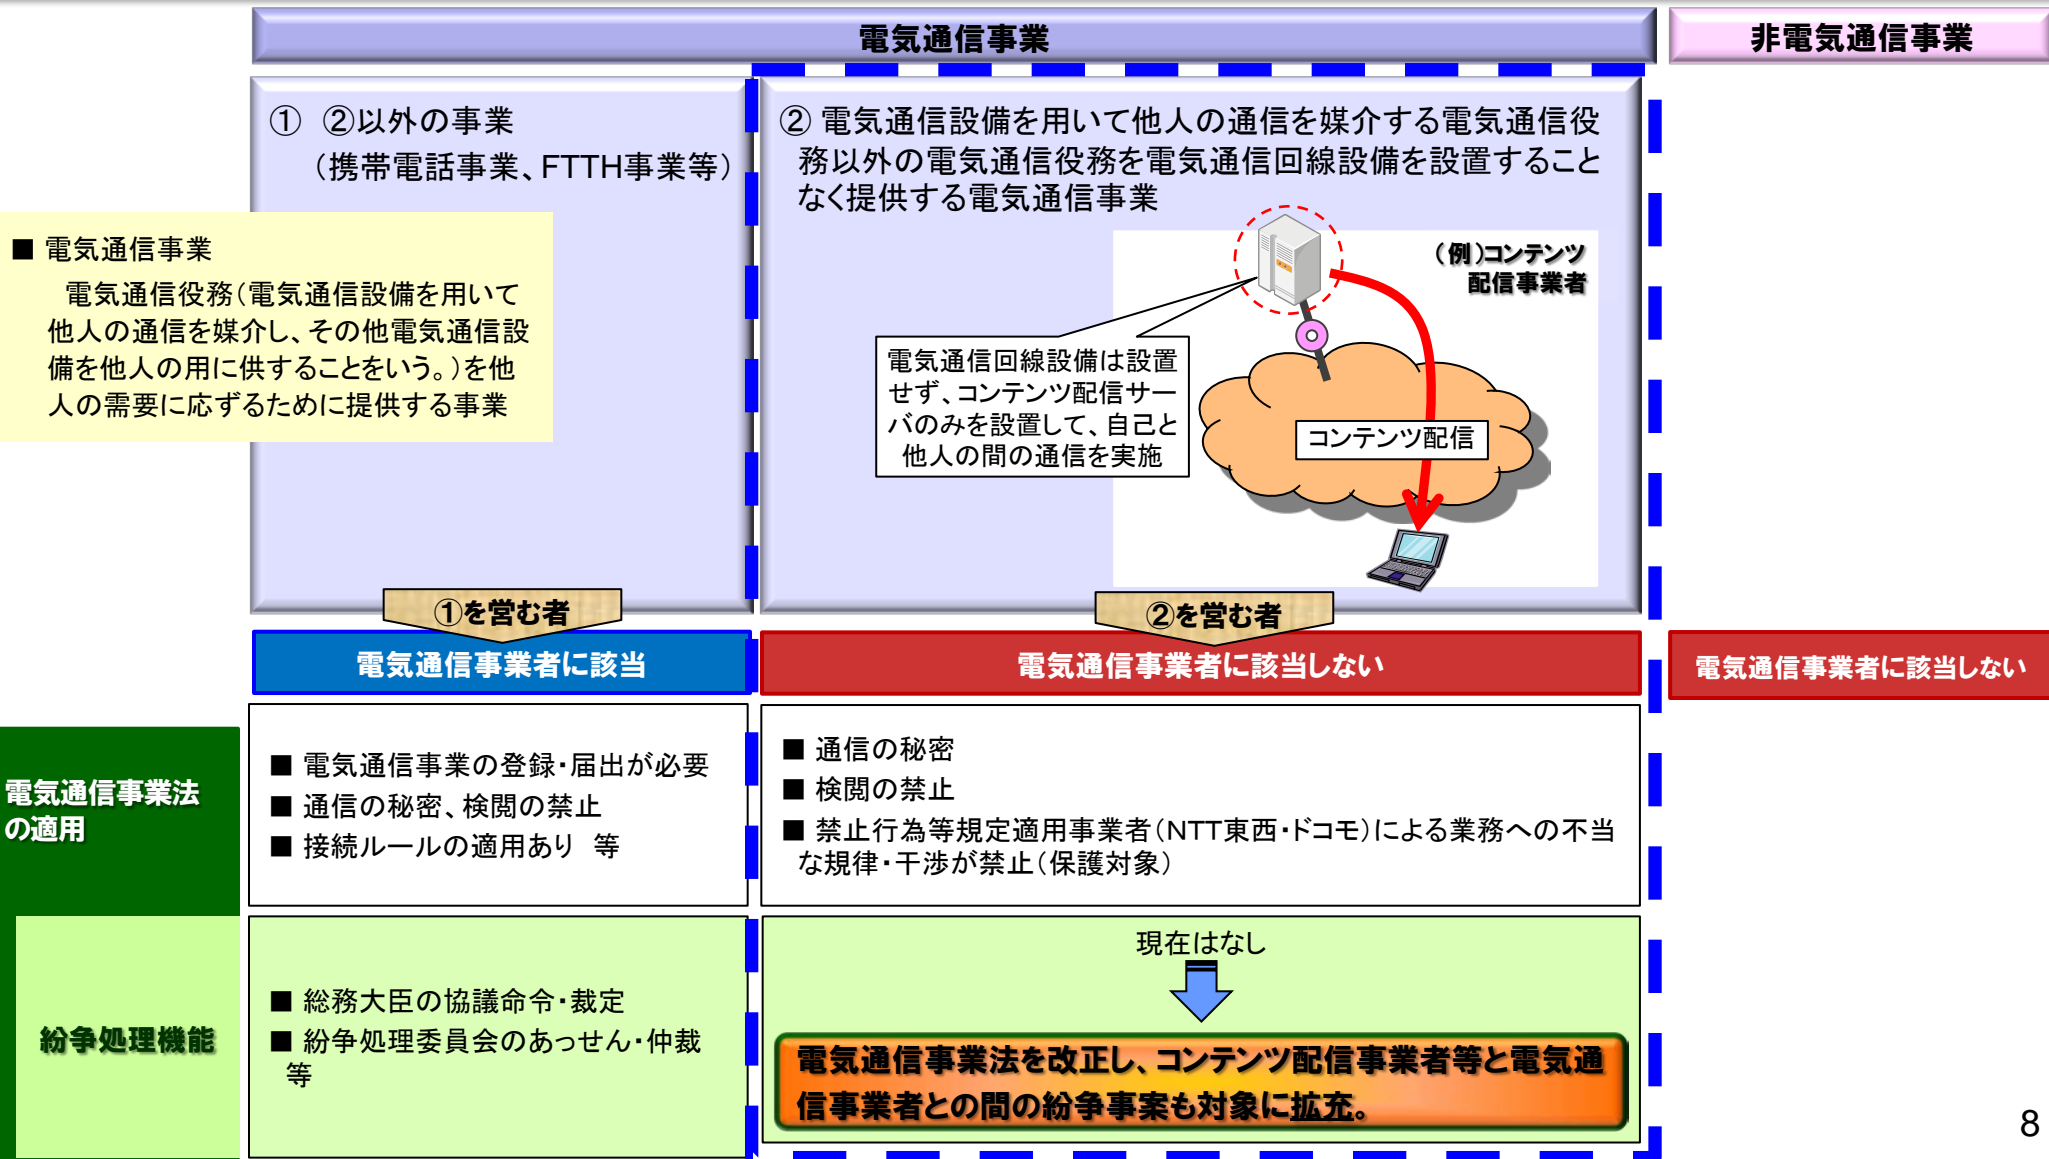 電気通信事業
非電気通信事業
① ②以外の事業
(携帯電話事業、FTTH事業等)
② 電気通信設備を用いて他人の通信を媒介する電気通信役
務以外の電気通信役務を電気通信回線設備を設置すること
なく提供する電気通信事業
■ 電気通信事業
電気通信役務(電気通信設備を用いて
他人の通信を媒介し、その他電気通信設
備を他人の用に供することをいう。)を他
人の需要に応ずるために提供する事業
(例)コンテンツ
配信事業者
電気通信回線設備は設置
せず、コンテンツ配信サー
バのみを設置して、自己と
他人の間の通信を実施
コンテンツ配信
①を営む者
②を営む者
電気通信事業者に該当
電気通信事業者に該当しない
電気通信事業者に該当しない
電気通信事業法
の適用
■ 電気通信事業の登録・届出が必要
■ 通信の秘密、検閲の禁止
■ 接続ルールの適用あり 等
■ 通信の秘密
■ 検閲の禁止
■ 禁止行為等規定適用事業者(NTT東西・ドコモ)による業務への不当
な規律・干渉が禁止(保護対象)
紛争処理機能
■ 総務大臣の協議命令・裁定
■ 紛争処理委員会のあっせん・仲裁
等
現在はなし
電気通信事業法を改正し、コンテンツ配信事業者等と電気通
信事業者との間の紛争事案も対象に拡充。
8